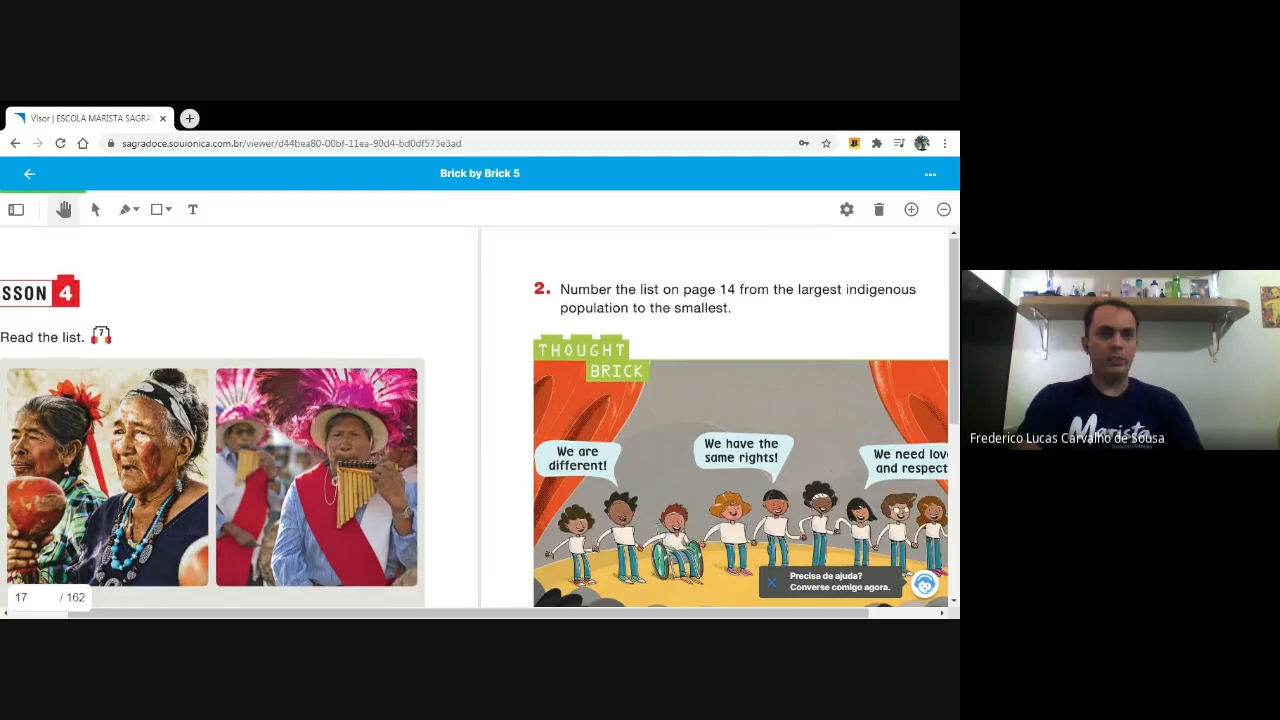 Visor | ESCOLA MARISTA SAGRA
sagradors.souionica.com.br/viewer/d44bea80-00bf-11ea-90d4-bd0df573e3ad
Brick by Brick 5
T
SSON 4
Read the list. 7
17 / 162
2. Number the list on page 14 from the largest indigenous
population to the smallest.
THOUGHT
BRICK
We are
different!
We have the
same rights!
We need lov
and respect
Precisa de ajuda?
Converse comigo agora.
Marista
Frederico Lucas Carvalho de Sousa